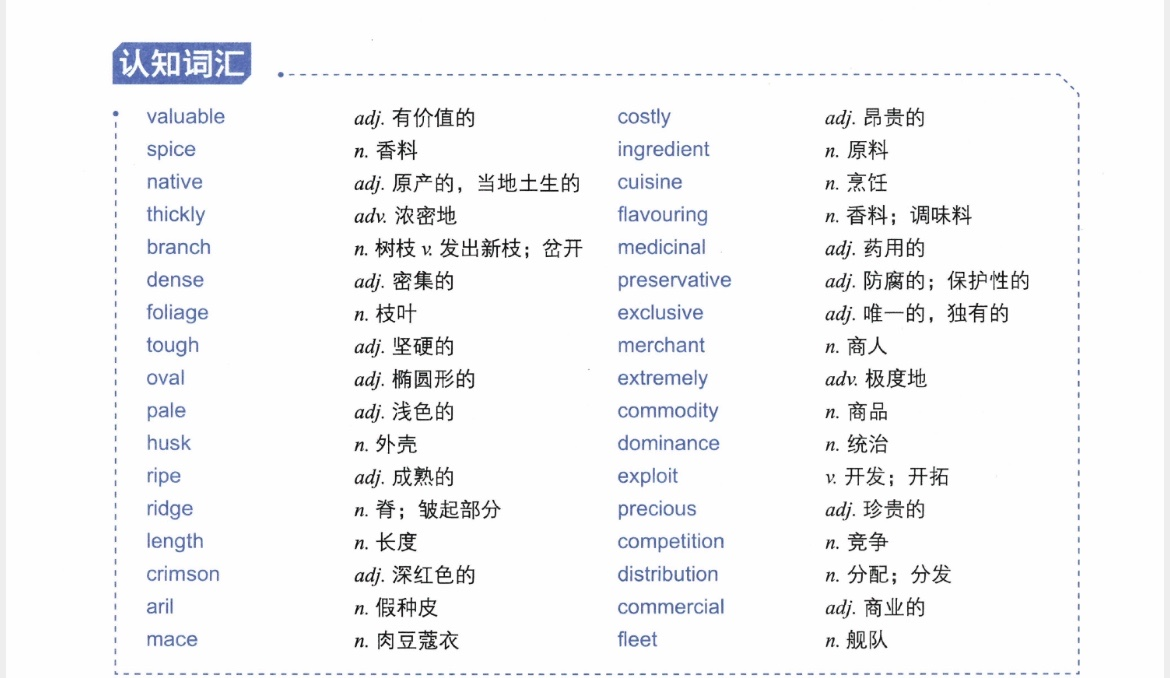 认知词汇
valuable adj. 有价值的 costly adj. 昂贵的
spice n. 香料 ingredient n. 原料
native adj. 原产的，当地土生的 cuisine n. 烹饪
thickly adv. 浓密地 flavouring n. 香料；调味料
branch n. 树枝 v. 发出新枝；岔开 medicinal adj. 药用的
dense adj. 密集的 preservative adj. 防腐的；保护性的
foliage n. 枝叶 exclusive adj. 唯一的，独有的
tough adj. 坚硬的 merchant n. 商人
oval adj. 椭圆形的 extremely adv. 极度地
pale adj. 浅色的 commodity n. 商品
husk n. 外壳 dominance n. 统治
ripe adj. 成熟的 exploit v. 开发；开拓
ridge n. 脊；皱起部分 precious adj. 珍贵的
length n. 长度 competition n. 竞争
crimson adj. 深红色的 distribution n. 分配；分发
aril n. 假种皮 commercial adj. 商业的
mace n. 肉豆蔻衣 fleet n. 舰队